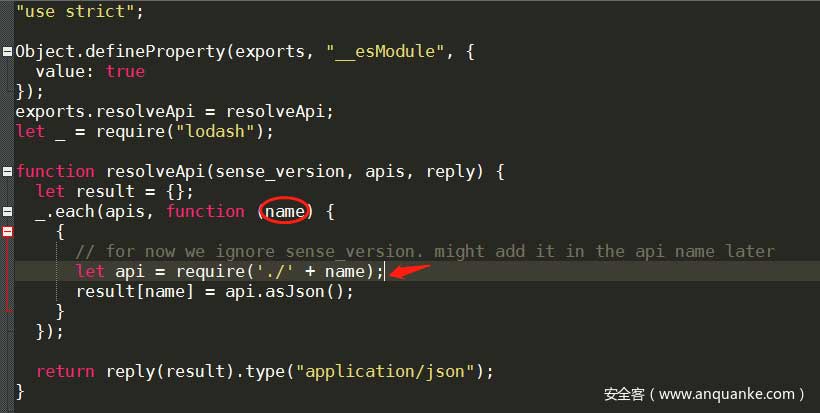 "use strict";
Object.defineProperty(exports, "__esModule", {
  value: true
});
exports.resolveApi = resolveApi;
let _ = require("lodash");
function resolveApi(sense_version, apis, reply) {
  let result = {};
  _.each(apis, function (name) {
    {
      // for now we ignore sense_version. might add it in the api name later
      let api = require('./' + name);
      result[name] = api.asJson();
    }
  });
  return reply(result).type("application/json");
}
安全客（www.anquanke.com）